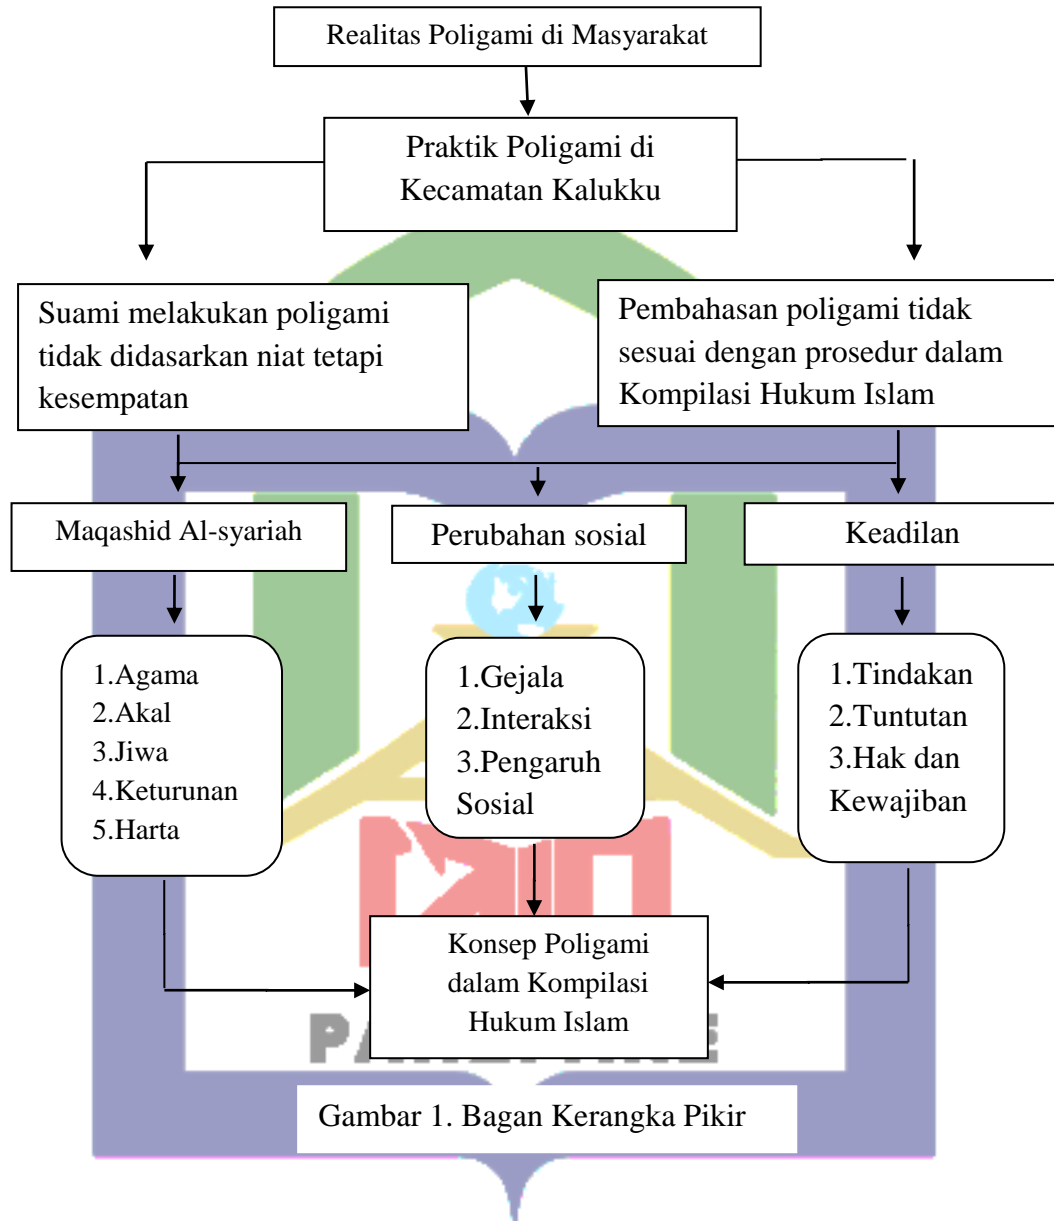 Realitas Poligami di Masyarakat
Praktik Poligami di
Kecamatan Kalukku
Suami melakukan poligami
tidak didasarkan niat tetapi
kesempatan
Pembahasan poligami tidak
sesuai dengan prosedur dalam
Kompilasi Hukum Islam
Maqashid Al-syariah
Perubahan sosial
Keadilan
1.Agama
2.Akal
3.Jiwa
4.Keturunan
5.Harta
1.Gejala
2.Interaksi
3.Pengaruh
Sosial
1.Tindakan
2.Tuntutan
3.Hak dan
Kewajiban
Konsep Poligami
dalam Kompilasi
Hukum Islam
Gambar 1. Bagan Kerangka Pikir